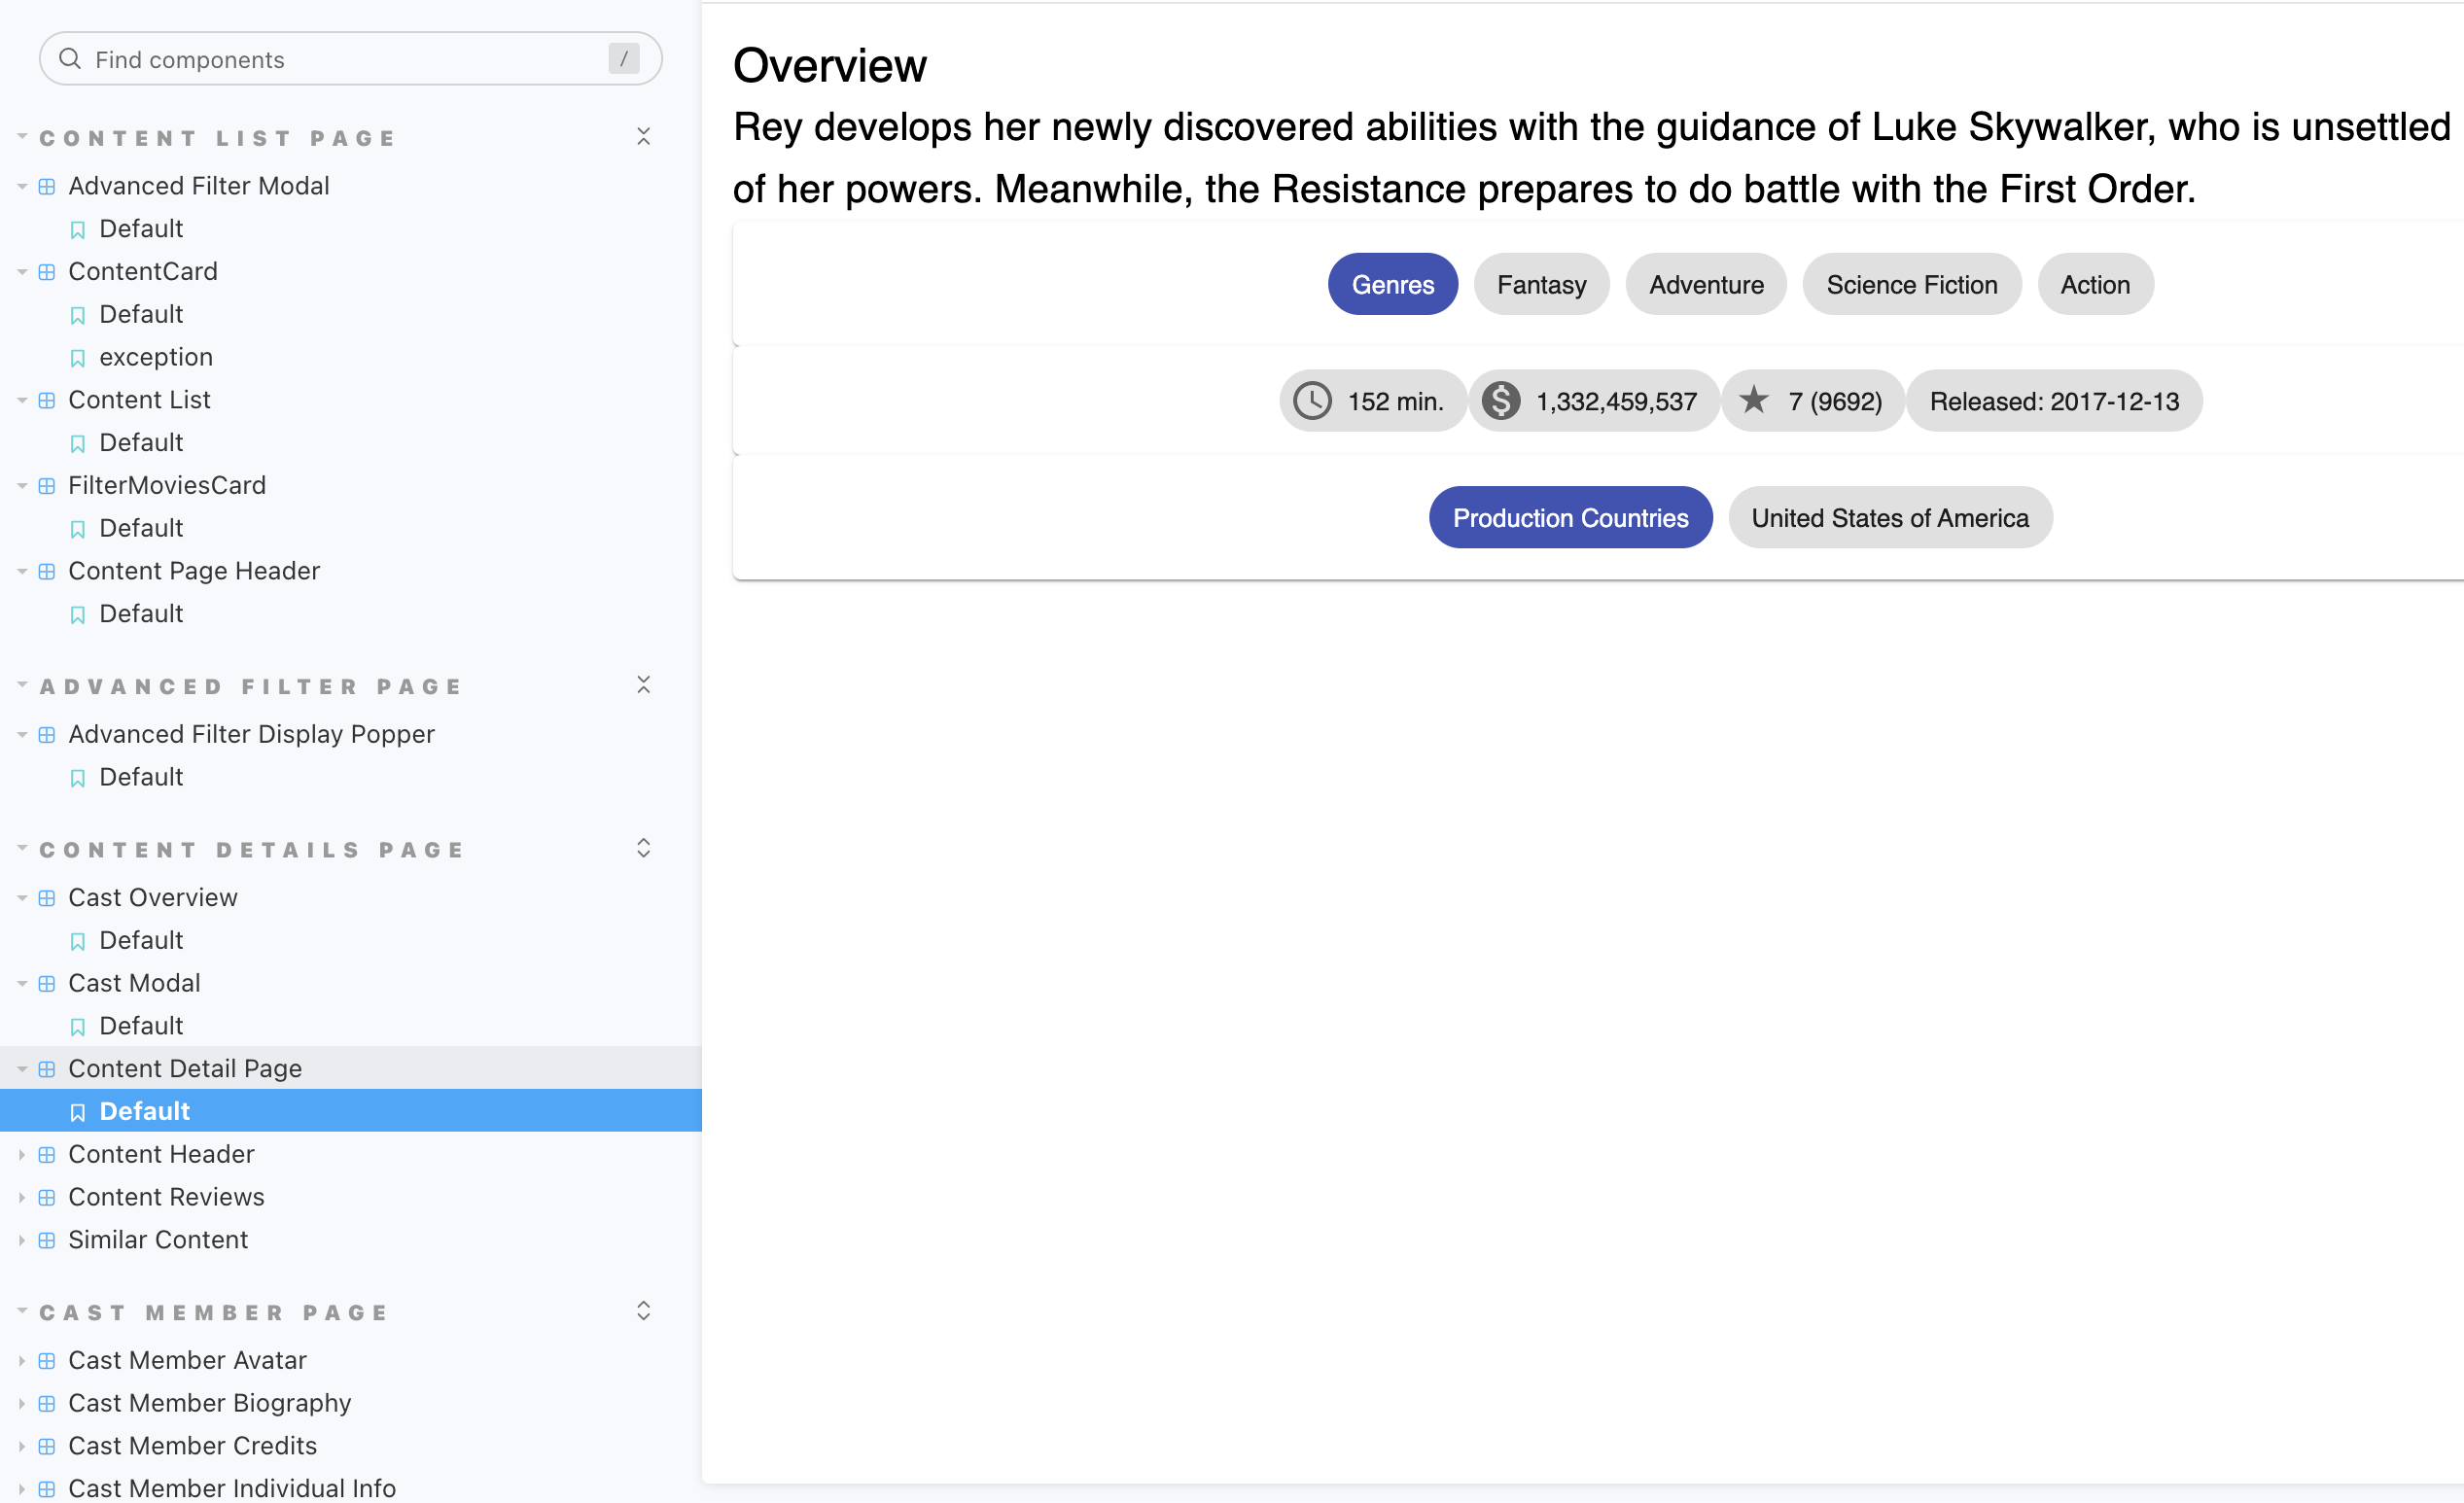 Find components /
CONTENT LIST PAGE
Advanced Filter Modal
Default
ContentCard
Default
exception
Content List
Default
FilterMoviesCard
Default
Content Page Header
Default
ADVANCED FILTER PAGE
Advanced Filter Display Popper
Default
CONTENT DETAILS PAGE
Cast Overview
Default
Cast Modal
Default
Content Detail Page
Default
Content Header
Content Reviews
Similar Content
CAST MEMBER PAGE
Cast Member Avatar
Cast Member Biography
Cast Member Credits
Cast Member Individual Info
Overview
Rey develops her newly discovered abilities with the guidance of Luke Skywalker, who is unsettled
of her powers. Meanwhile, the Resistance prepares to do battle with the First Order.
Genres Fantasy Adventure Science Fiction Action
152 min. $ 1,332,459,537 7 (9692) Released: 2017-12-13
Production Countries United States of America